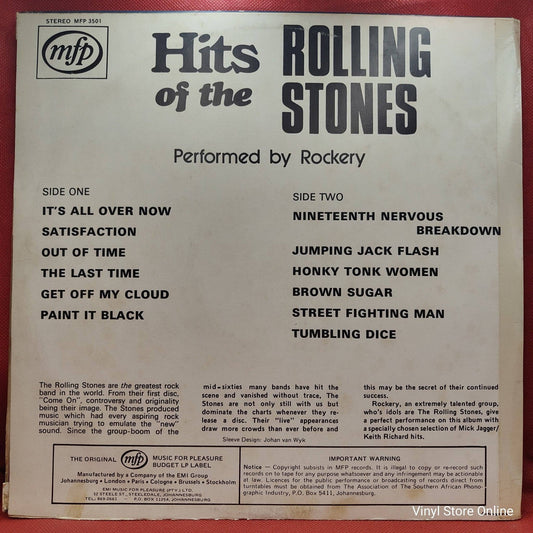 STEREO MFP 3501
mfp
Hits of the ROLLING STONES
Performed by Rockery
SIDE ONE
IT'S ALL OVER NOW
SATISFACTION
OUT OF TIME
THE LAST TIME
GET OFF MY CLOUD
PAINT IT BLACK
SIDE TWO
NINETEENTH NERVOUS
BREAKDOWN
JUMPING JACK FLASH
HONKY TONK WOMEN
BROWN SUGAR
STREET FIGHTING MAN
TUMBLING DICE
The Rolling Stones are the greatest rock
band in the world. From their first disc,
"Come On", controversy and originality
being their image. The Stones produced
music which had every aspiring rock
musician trying to emulate the "new"
sound. Since the group-boom of the
mid-sixties many bands have hit the
scene and vanished without trace, The
Stones are not only still with us but
dominate the charts whenever they re-
lease a disc. Their "live" appearances
draw more crowds than ever before and
this may be the secret of their continued
success.
Rockery, an extremely talented group,
who's idols are The Rolling Stones, give
a perfect performance on this album with
a specially chosen selection of Mick Jagger/
Keith Richard hits.
Sleeve Design: Johan van Wyk
THE ORIGINAL mfp MUSIC FOR PLEASURE
BUDGET LP LABEL
Manufactured by a Company of the EMI Group
Johannesburg • London • Paris • Cologne • Brussels • Stockholm
EMI MUSIC FOR PLEASURE (PTY.) LTD.
32 STEELE ST., STEELEDALE, JOHANNESBURG
P.O. BOX 11254, JOHANNESBURG
IMPORTANT WARNING
Notice — Copyright subsists in MFP records. It is illegal to copy or re-record such
records on to tape for any purpose whatsoever and any infringement may be actionable
at law. Licences for the public performance or broadcasting of records direct from
turntables must be obtained from The Association of The Southern African Phono-
graphic Industry, P.O. Box 5411, Johannesburg.
Vinyl Store Online